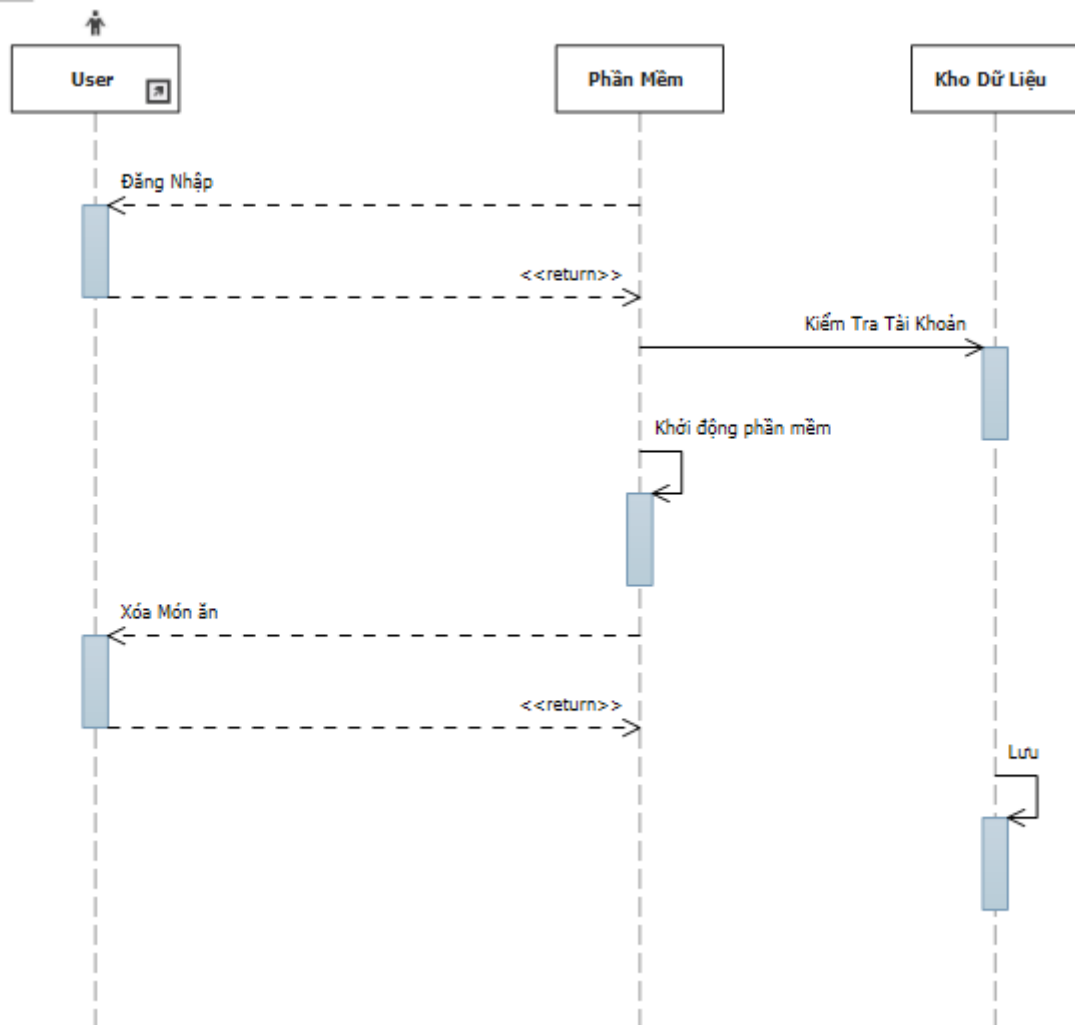 User
Phần Mềm
Kho Dữ Liệu
Đăng Nhập
<<return>>
Kiểm Tra Tài Khoản
Khởi động phần mềm
Xóa Món ăn
<<return>>
Lưu